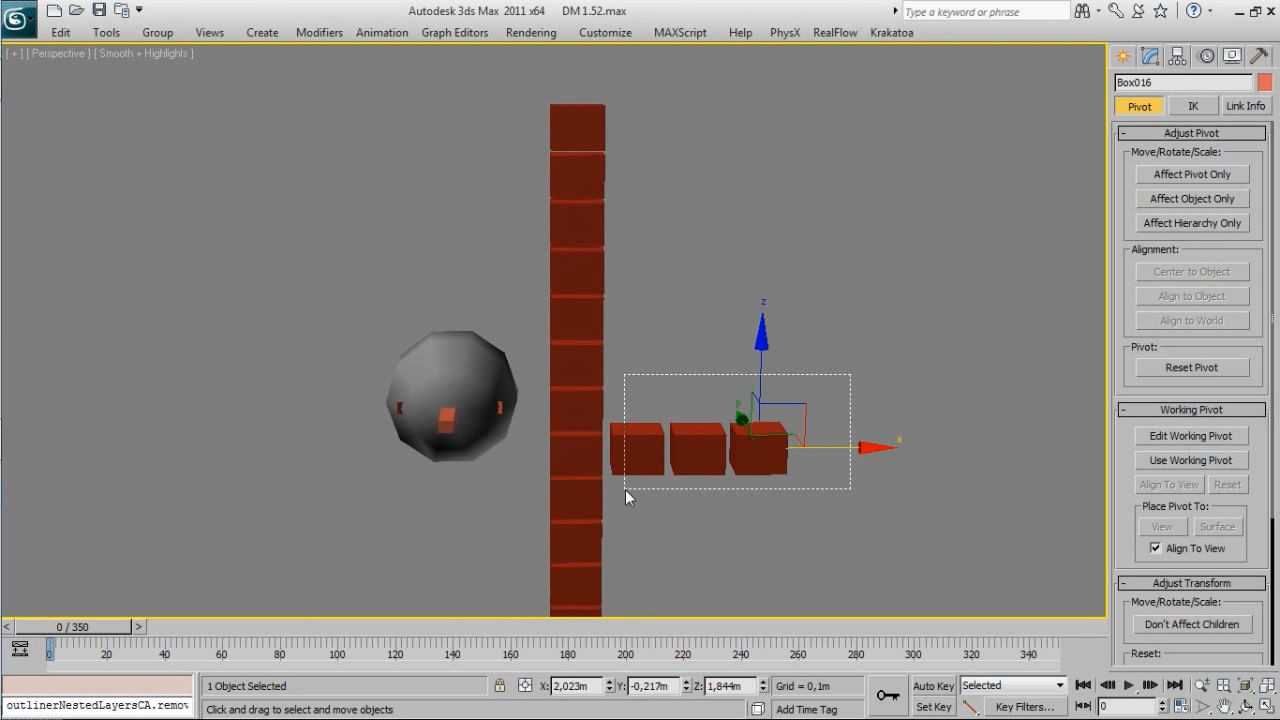 Autodesk 3ds Max 2011 x64 DM 1.52.max
Type a keyword or phrase
Edit Tools Group Views Create Modifiers Animation Graph Editors Rendering Customize MAXScript Help PhysX RealFlow Krakatoa
[ + ] [ Perspective ] [ Smooth + Highlights ]
Box016
Pivot IK Link Info
- Adjust Pivot
Move/Rotate/Scale:
Affect Pivot Only
Affect Object Only
Affect Hierarchy Only
Alignment:
Center to Object
Align to Object
Align to World
Pivot:
Reset Pivot
- Working Pivot
Edit Working Pivot
Use Working Pivot
Align To View Reset
Place Pivot To:
View Surface
Align To View
- Adjust Transform
Move/Rotate/Scale:
Don't Affect Children
Reset:
z
y
x
< 0 / 350 >
0 20 40 60 80 100 120 140 160 180 200 220 240 260 280 300 320 340
1 Object Selected X: 2,023m Y: -0,217m Z: 1,844m Grid = 0,1m Auto Key Selected
outlinerNestedLayersCA.remov Click and drag to select and move objects Add Time Tag Set Key Key Filters... 0